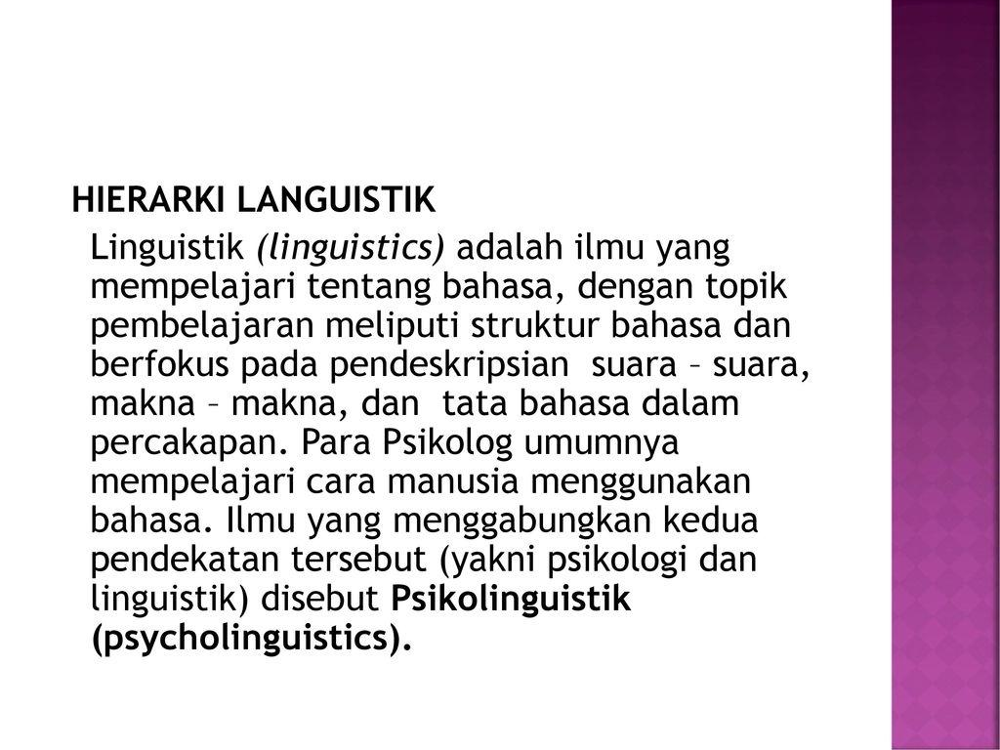 HIERARKI LANGUISTIK
Linguistik (linguistics) adalah ilmu yang
mempelajari tentang bahasa, dengan topik
pembelajaran meliputi struktur bahasa dan
berfokus pada pendeskripsian  suara – suara,
makna – makna, dan  tata bahasa dalam
percakapan. Para Psikolog umumnya
mempelajari cara manusia menggunakan
bahasa. Ilmu yang menggabungkan kedua
pendekatan tersebut (yakni psikologi dan
linguistik) disebut Psikolinguistik
(psycholinguistics).